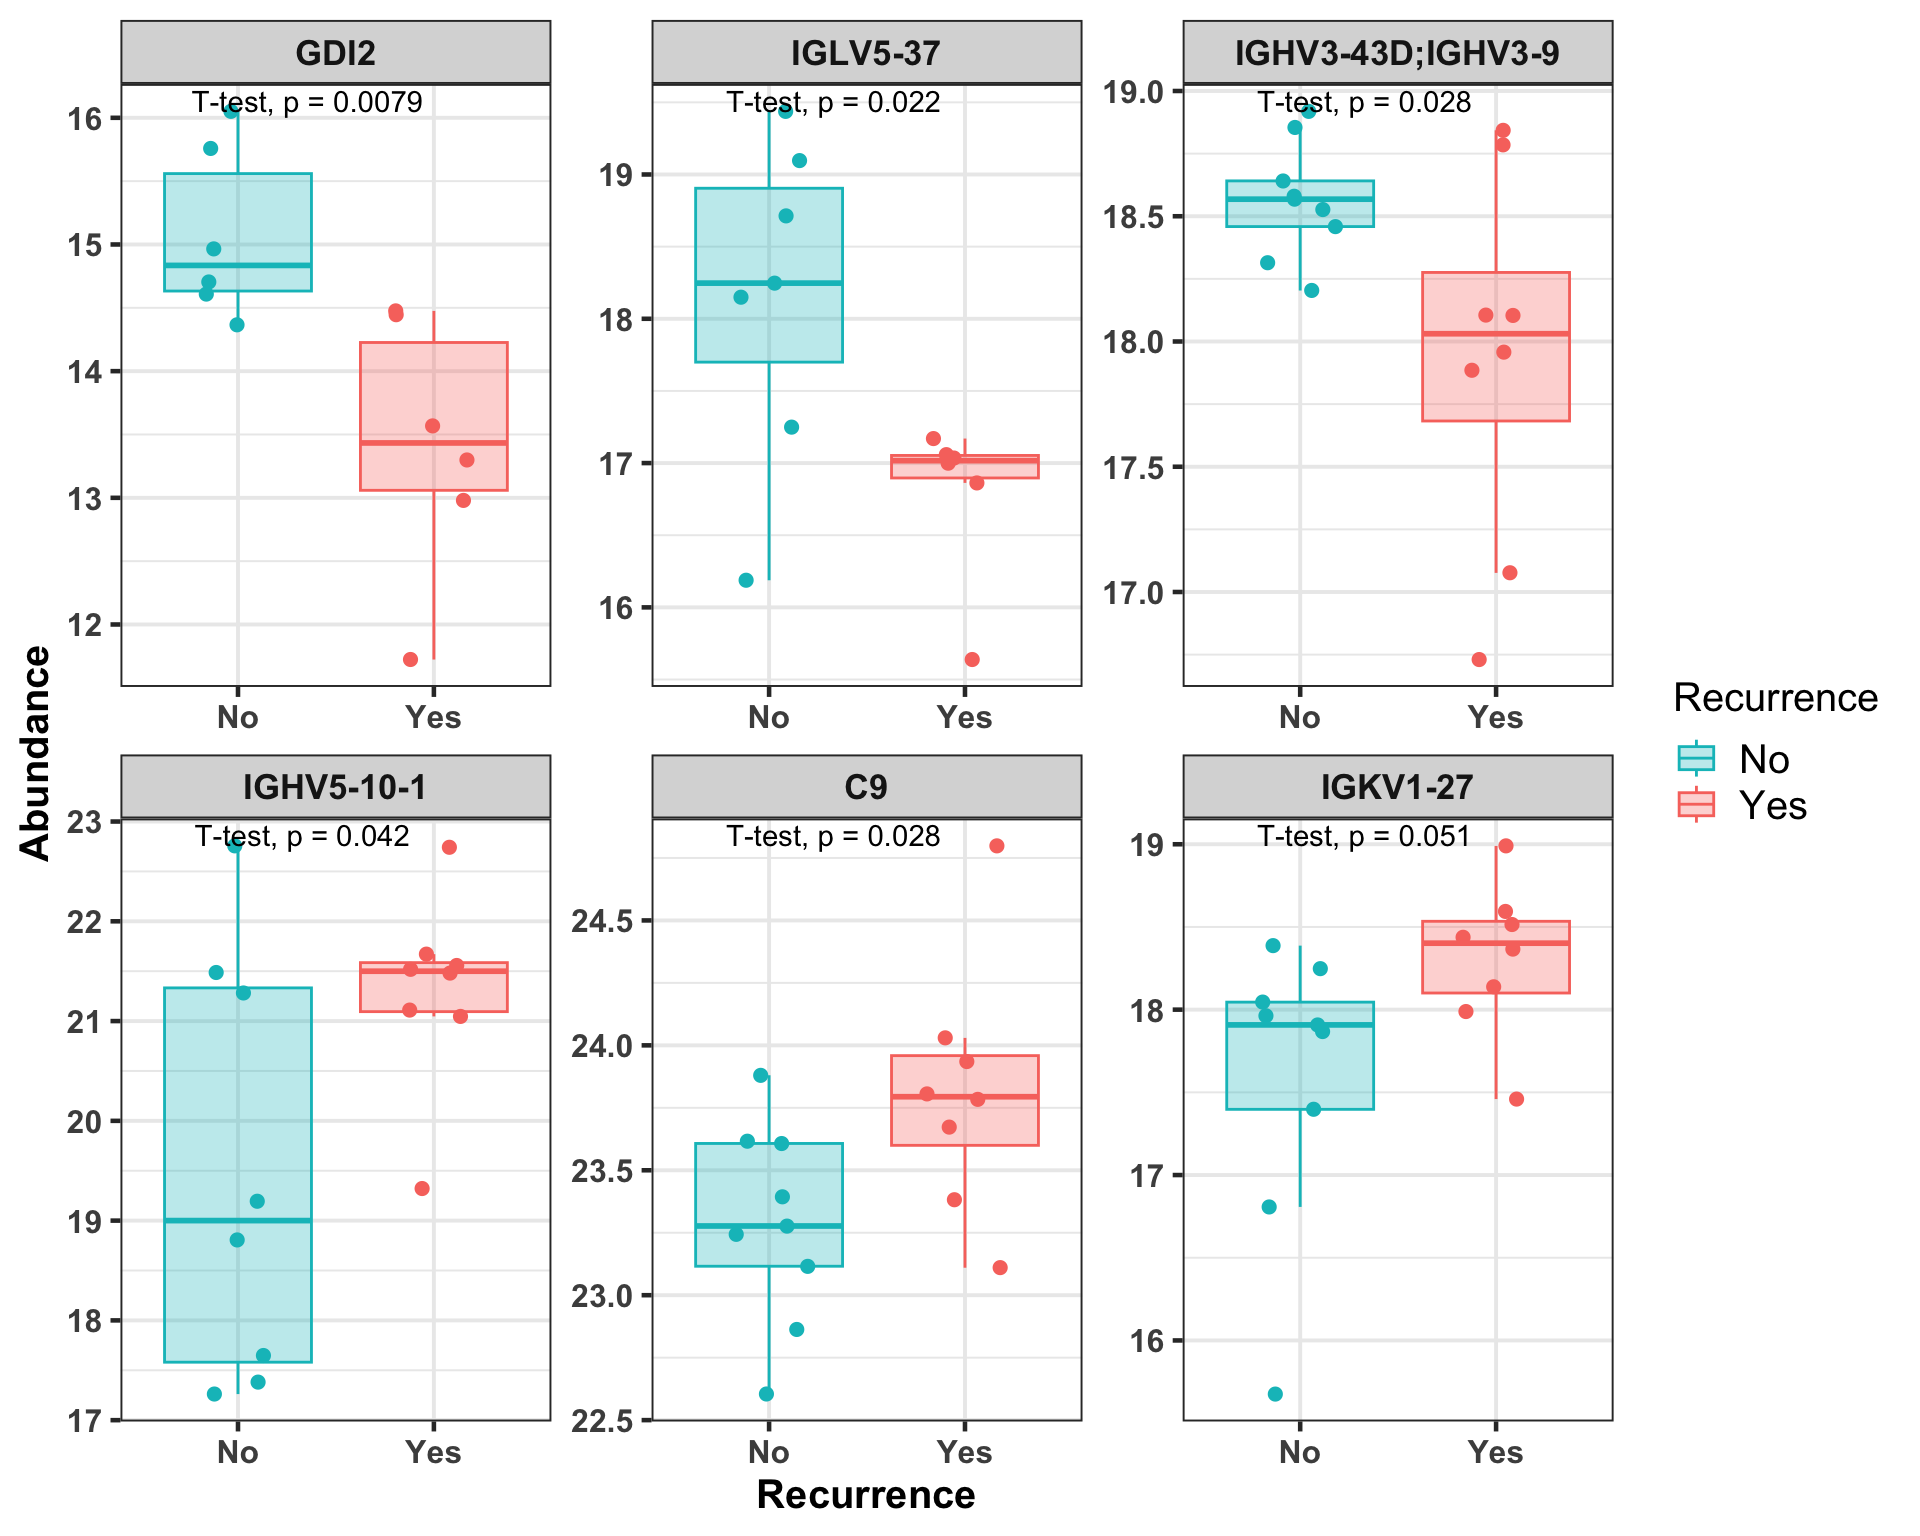 GDI2
IGLV5-37
IGHV3-43D;IGHV3-9
T-test, p = 0.0079
T-test, p = 0.022
T-test, p = 0.028
16
15
14
13
12
19
18
17
16
19.0
18.5
18.0
17.5
17.0
No
Yes
No
Yes
No
Yes
Abundance
Recurrence
No
Yes
IGHV5-10-1
C9
IGKV1-27
T-test, p = 0.042
T-test, p = 0.028
T-test, p = 0.051
23
22
21
20
19
18
17
24.5
24.0
23.5
23.0
22.5
19
18
17
16
No
Yes
No
Yes
No
Yes
Recurrence